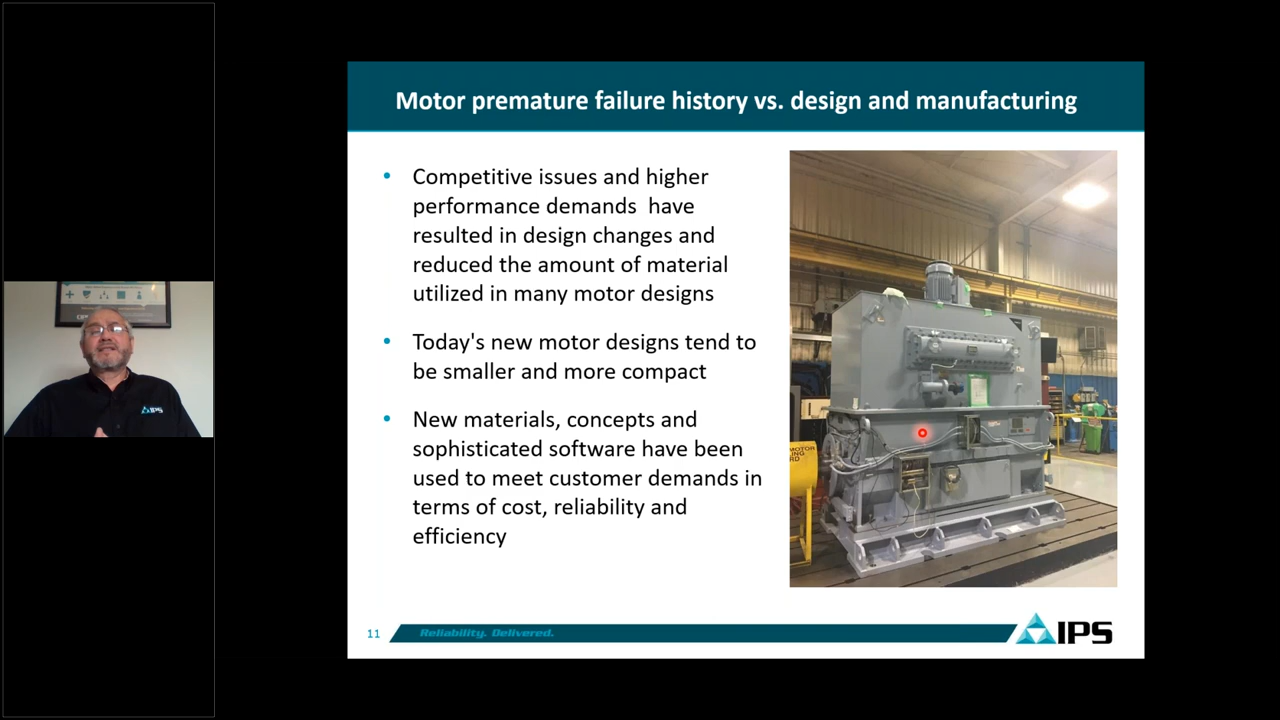 Motor premature failure history vs. design and manufacturing
• Competitive issues and higher
performance demands have
resulted in design changes and
reduced the amount of material
utilized in many motor designs
• Today's new motor designs tend to
be smaller and more compact
• New materials, concepts and
sophisticated software have been
used to meet customer demands in
terms of cost, reliability and
efficiency
MOTOR
11
Reliability. Delivered.
IPS
IPS